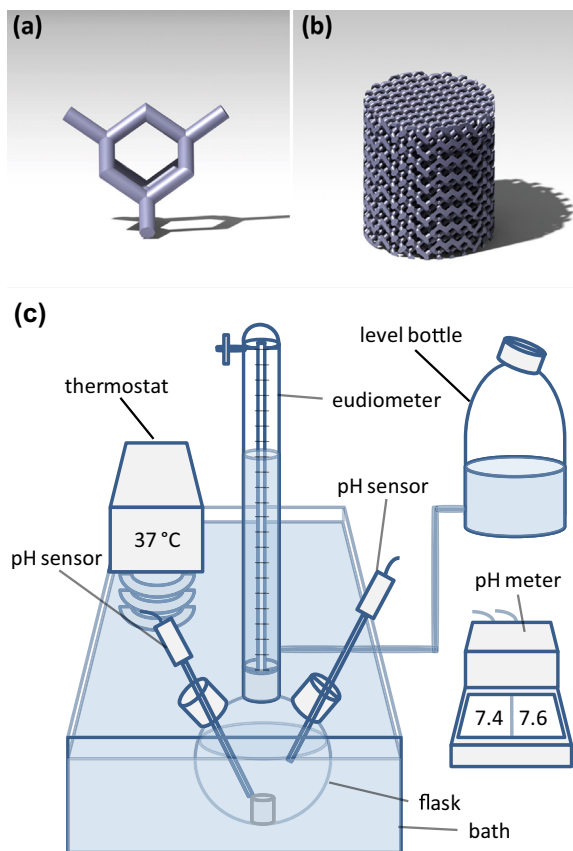 (a)
(b)
(c)
level bottle
thermostat
eudiometer
pH sensor
37 °C
pH sensor
pH meter
7.4 7.6
flask
bath